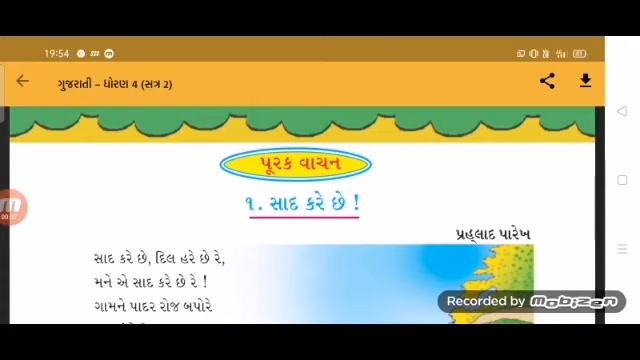 19:54
ગુજરાતી – ધોરણ 4 (સત્ર 2)
પૂરક વાચન
૧. સાદ કરે છે !
પ્રહ્લાદ પારેખ
સાદ કરે છે, દિલ હરે છે રે,
મને એ સાદ કરે છે રે !
ગામને પાદર રોજ બપોરે
Recorded by Mobizen